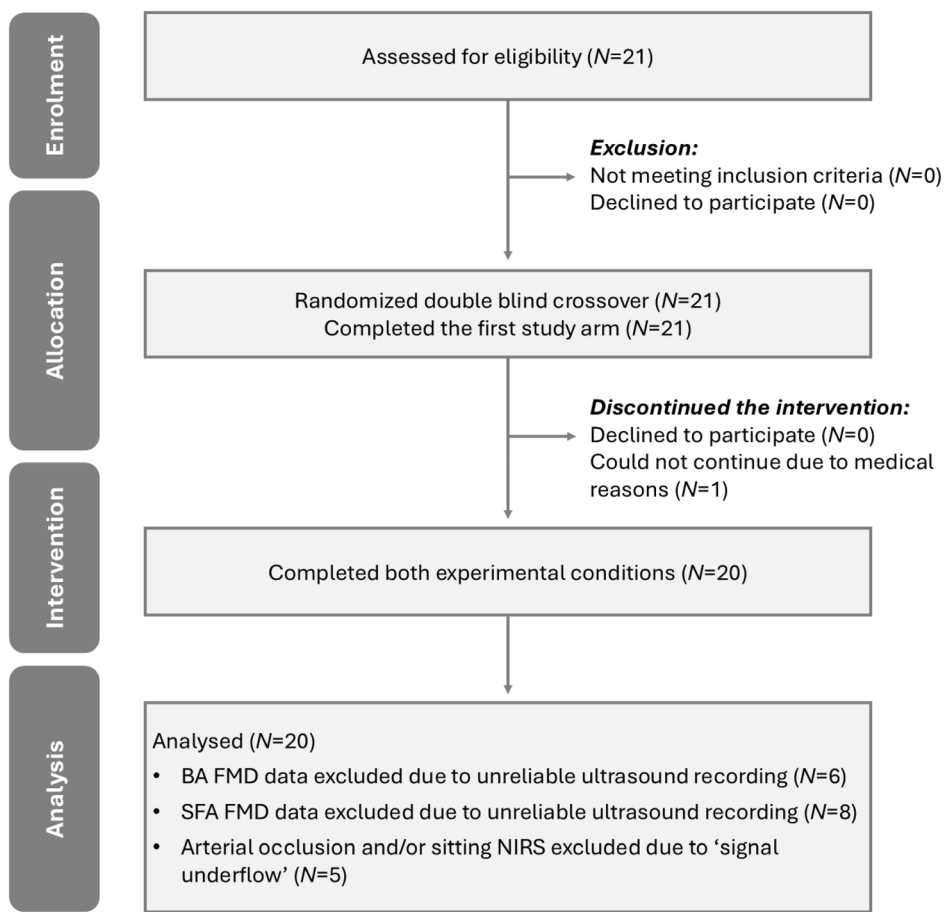 Enrolment
Assessed for eligibility (N=21)
Exclusion:
Not meeting inclusion criteria (N=0)
Declined to participate (N=0)
Allocation
Randomized double blind crossover (N=21)
Completed the first study arm (N=21)
Discontinued the intervention:
Declined to participate (N=0)
Could not continue due to medical
reasons (N=1)
Intervention
Completed both experimental conditions (N=20)
Analysis
Analysed (N=20)
• BA FMD data excluded due to unreliable ultrasound recording (N=6)
• SFA FMD data excluded due to unreliable ultrasound recording (N=8)
• Arterial occlusion and/or sitting NIRS excluded due to ‘signal
underflow’ (N=5)